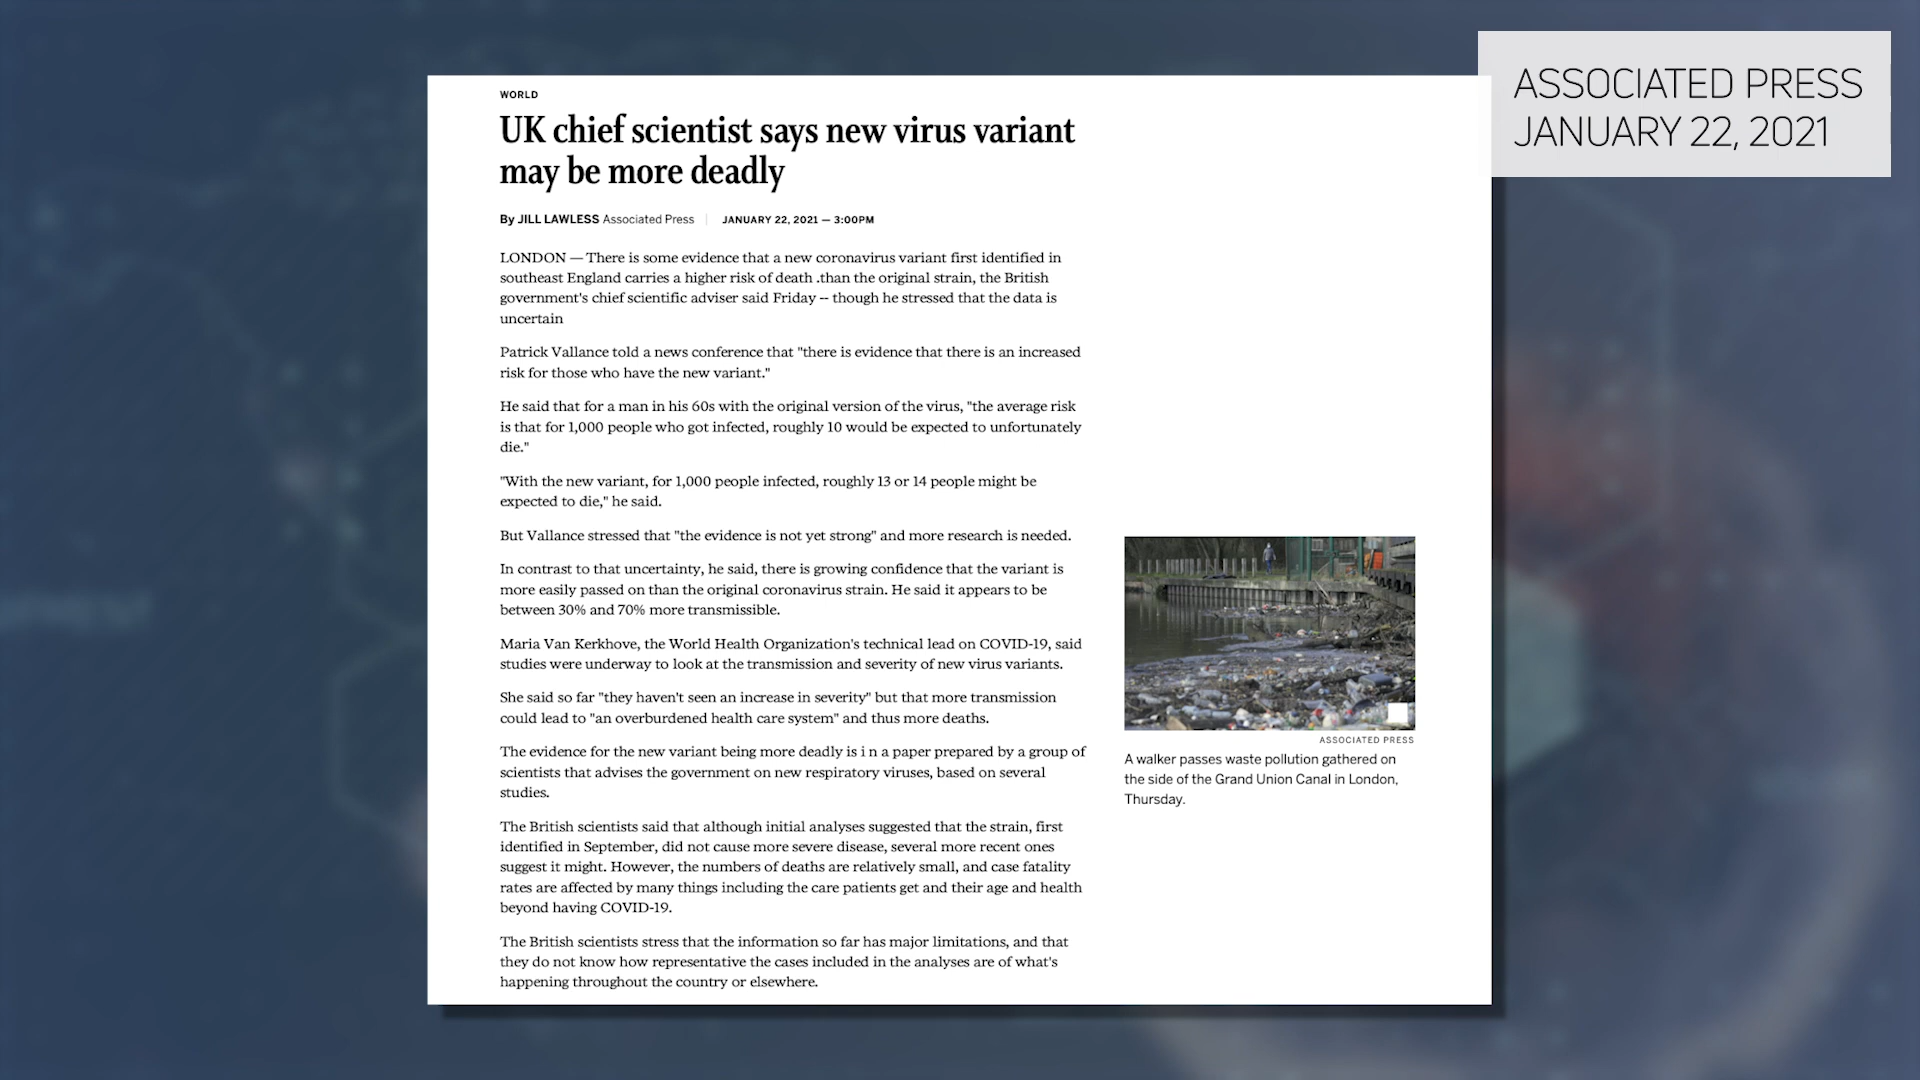 ASSOCIATED PRESS
JANUARY 22, 2021
WORLD
UK chief scientist says new virus variant
may be more deadly
By JILL LAWLESS Associated Press | JANUARY 22, 2021 — 3:00PM
LONDON — There is some evidence that a new coronavirus variant first identified in
southeast England carries a higher risk of death .than the original strain, the British
government's chief scientific adviser said Friday -- though he stressed that the data is
uncertain
Patrick Vallance told a news conference that "there is evidence that there is an increased
risk for those who have the new variant."
He said that for a man in his 60s with the original version of the virus, "the average risk
is that for 1,000 people who got infected, roughly 10 would be expected to unfortunately
die."
"With the new variant, for 1,000 people infected, roughly 13 or 14 people might be
expected to die," he said.
But Vallance stressed that "the evidence is not yet strong" and more research is needed.
In contrast to that uncertainty, he said, there is growing confidence that the variant is
more easily passed on than the original coronavirus strain. He said it appears to be
between 30% and 70% more transmissible.
Maria Van Kerkhove, the World Health Organization's technical lead on COVID-19, said
studies were underway to look at the transmission and severity of new virus variants.
She said so far "they haven't seen an increase in severity" but that more transmission
could lead to "an overburdened health care system" and thus more deaths.
The evidence for the new variant being more deadly is i n a paper prepared by a group of
scientists that advises the government on new respiratory viruses, based on several
studies.
The British scientists said that although initial analyses suggested that the strain, first
identified in September, did not cause more severe disease, several more recent ones
suggest it might. However, the numbers of deaths are relatively small, and case fatality
rates are affected by many things including the care patients get and their age and health
beyond having COVID-19.
The British scientists stress that the information so far has major limitations, and that
they do not know how representative the cases included in the analyses are of what's
happening throughout the country or elsewhere.
ASSOCIATED PRESS
A walker passes waste pollution gathered on
the side of the Grand Union Canal in London,
Thursday.